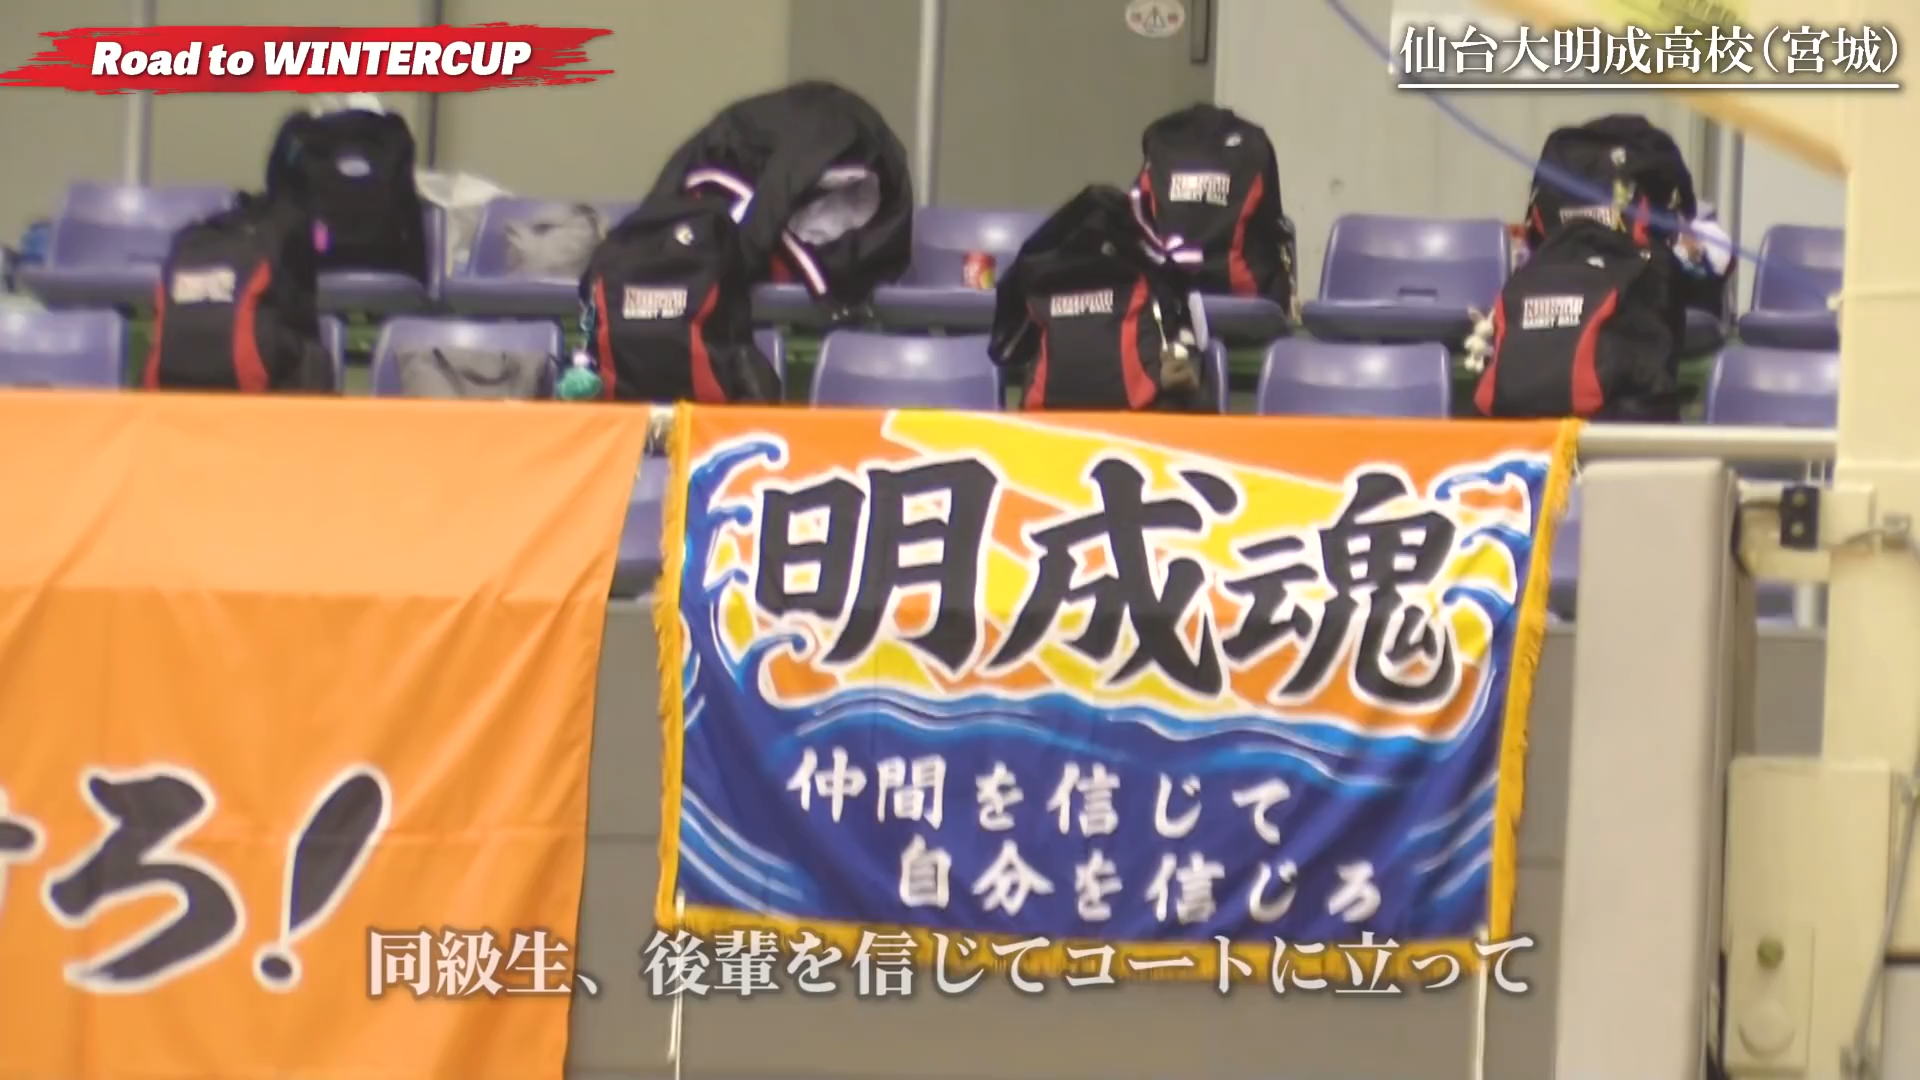 Road to WINTERCUP
仙台大明成高校（宮城）
明成魂
仲間を信じて
自分を信じろ
ろ!
同級生、後輩を信じてコートに立って